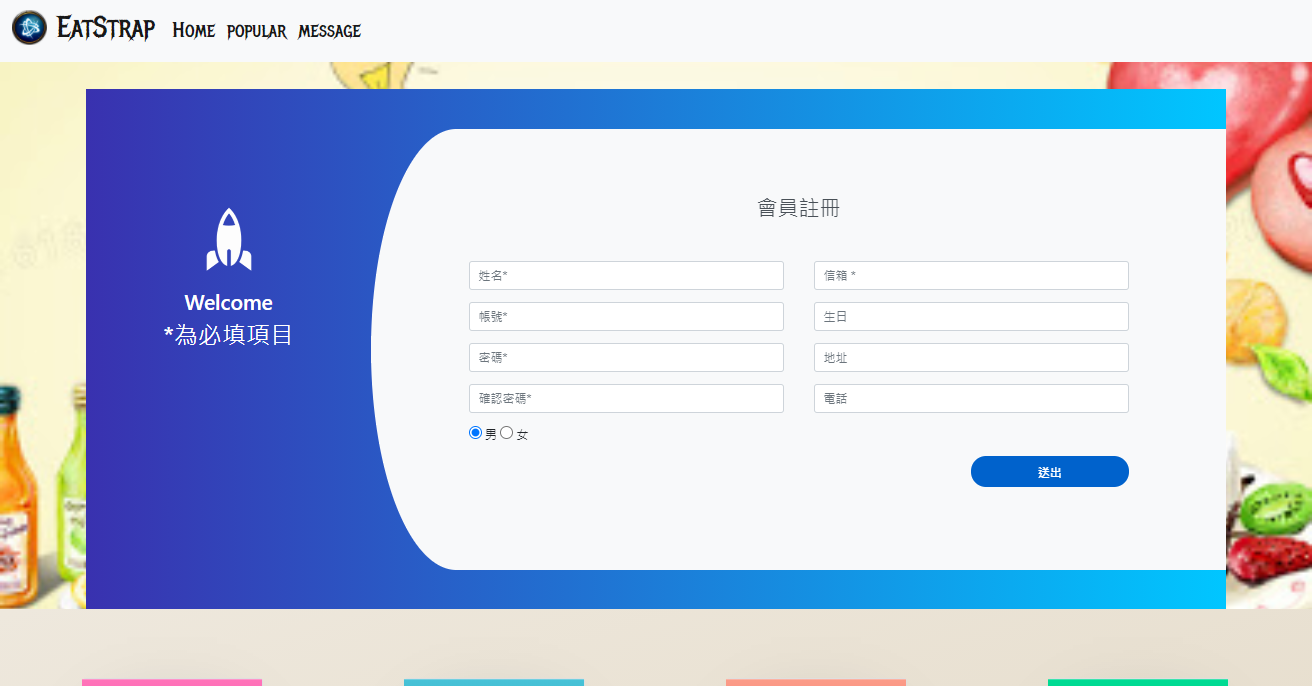 EatStrap Home popular message
會員註冊
Welcome
*為必填項目
姓名*
信箱 *
帳號*
生日
密碼*
地址
確認密碼*
電話
男 女
送出